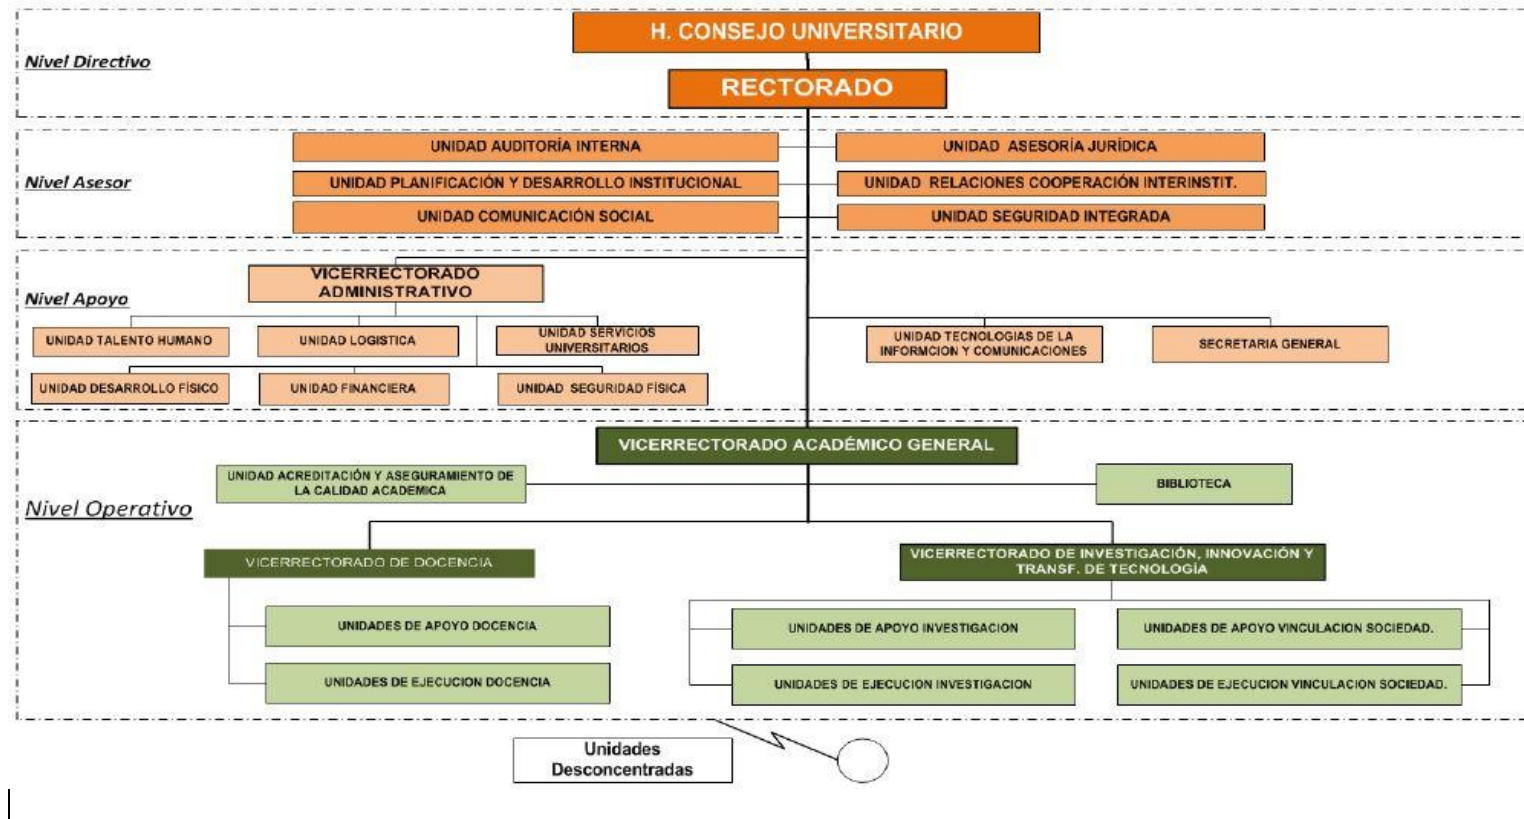 H. CONSEJO UNIVERSITARIO
Nivel Directivo
RECTORADO
UNIDAD AUDITORÍA INTERNA
UNIDAD ASESORÍA JURÍDICA
Nivel Asesor
UNIDAD PLANIFICACIÓN Y DESARROLLO INSTITUCIONAL
UNIDAD RELACIONES COOPERACIÓN INTERINSTIT.
UNIDAD COMUNICACIÓN SOCIAL
UNIDAD SEGURIDAD INTEGRADA
VICERRECTORADO
ADMINISTRATIVO
Nivel Apoyo
UNIDAD TALENTO HUMANO
UNIDAD LOGISTICA
UNIDAD SERVICIOS
UNIVERSITARIOS
UNIDAD TECNOLOGIAS DE LA
INFORMCION Y COMUNICACIONES
SECRETARIA GENERAL
UNIDAD DESARROLLO FÍSICO
UNIDAD FINANCIERA
UNIDAD SEGURIDAD FÍSICA
VICERRECTORADO ACADÉMICO GENERAL
UNIDAD ACREDITACIÓN Y ASEGURAMIENTO DE
LA CALIDAD ACADEMICA
BIBLIOTECA
Nivel Operativo
VICERRECTORADO DE DOCENCIA
VICERRECTORADO DE INVESTIGACIÓN, INNOVACIÓN Y
TRANSF. DE TECNOLOGÍA
UNIDADES DE APOYO DOCENCIA
UNIDADES DE APOYO INVESTIGACION
UNIDADES DE APOYO VINCULACION SOCIEDAD.
UNIDADES DE EJECUCION DOCENCIA
UNIDADES DE EJECUCION INVESTIGACION
UNIDADES DE EJECUCION VINCULACION SOCIEDAD.
Unidades
Desconcentradas